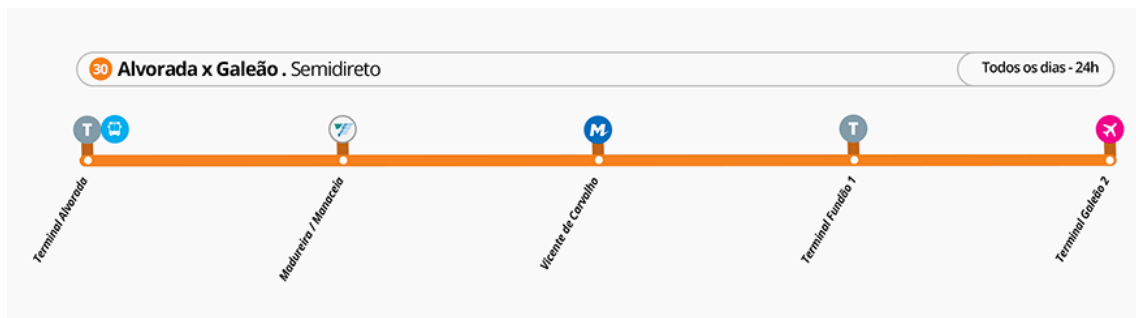 30 Alvorada x Galeão . Semidireto
Todos os dias - 24h
T
M
T
Terminal Alvorada
Madureira / Manaceia
Vicente de Carvalho
Terminal Fundão 1
Terminal Galeão 2